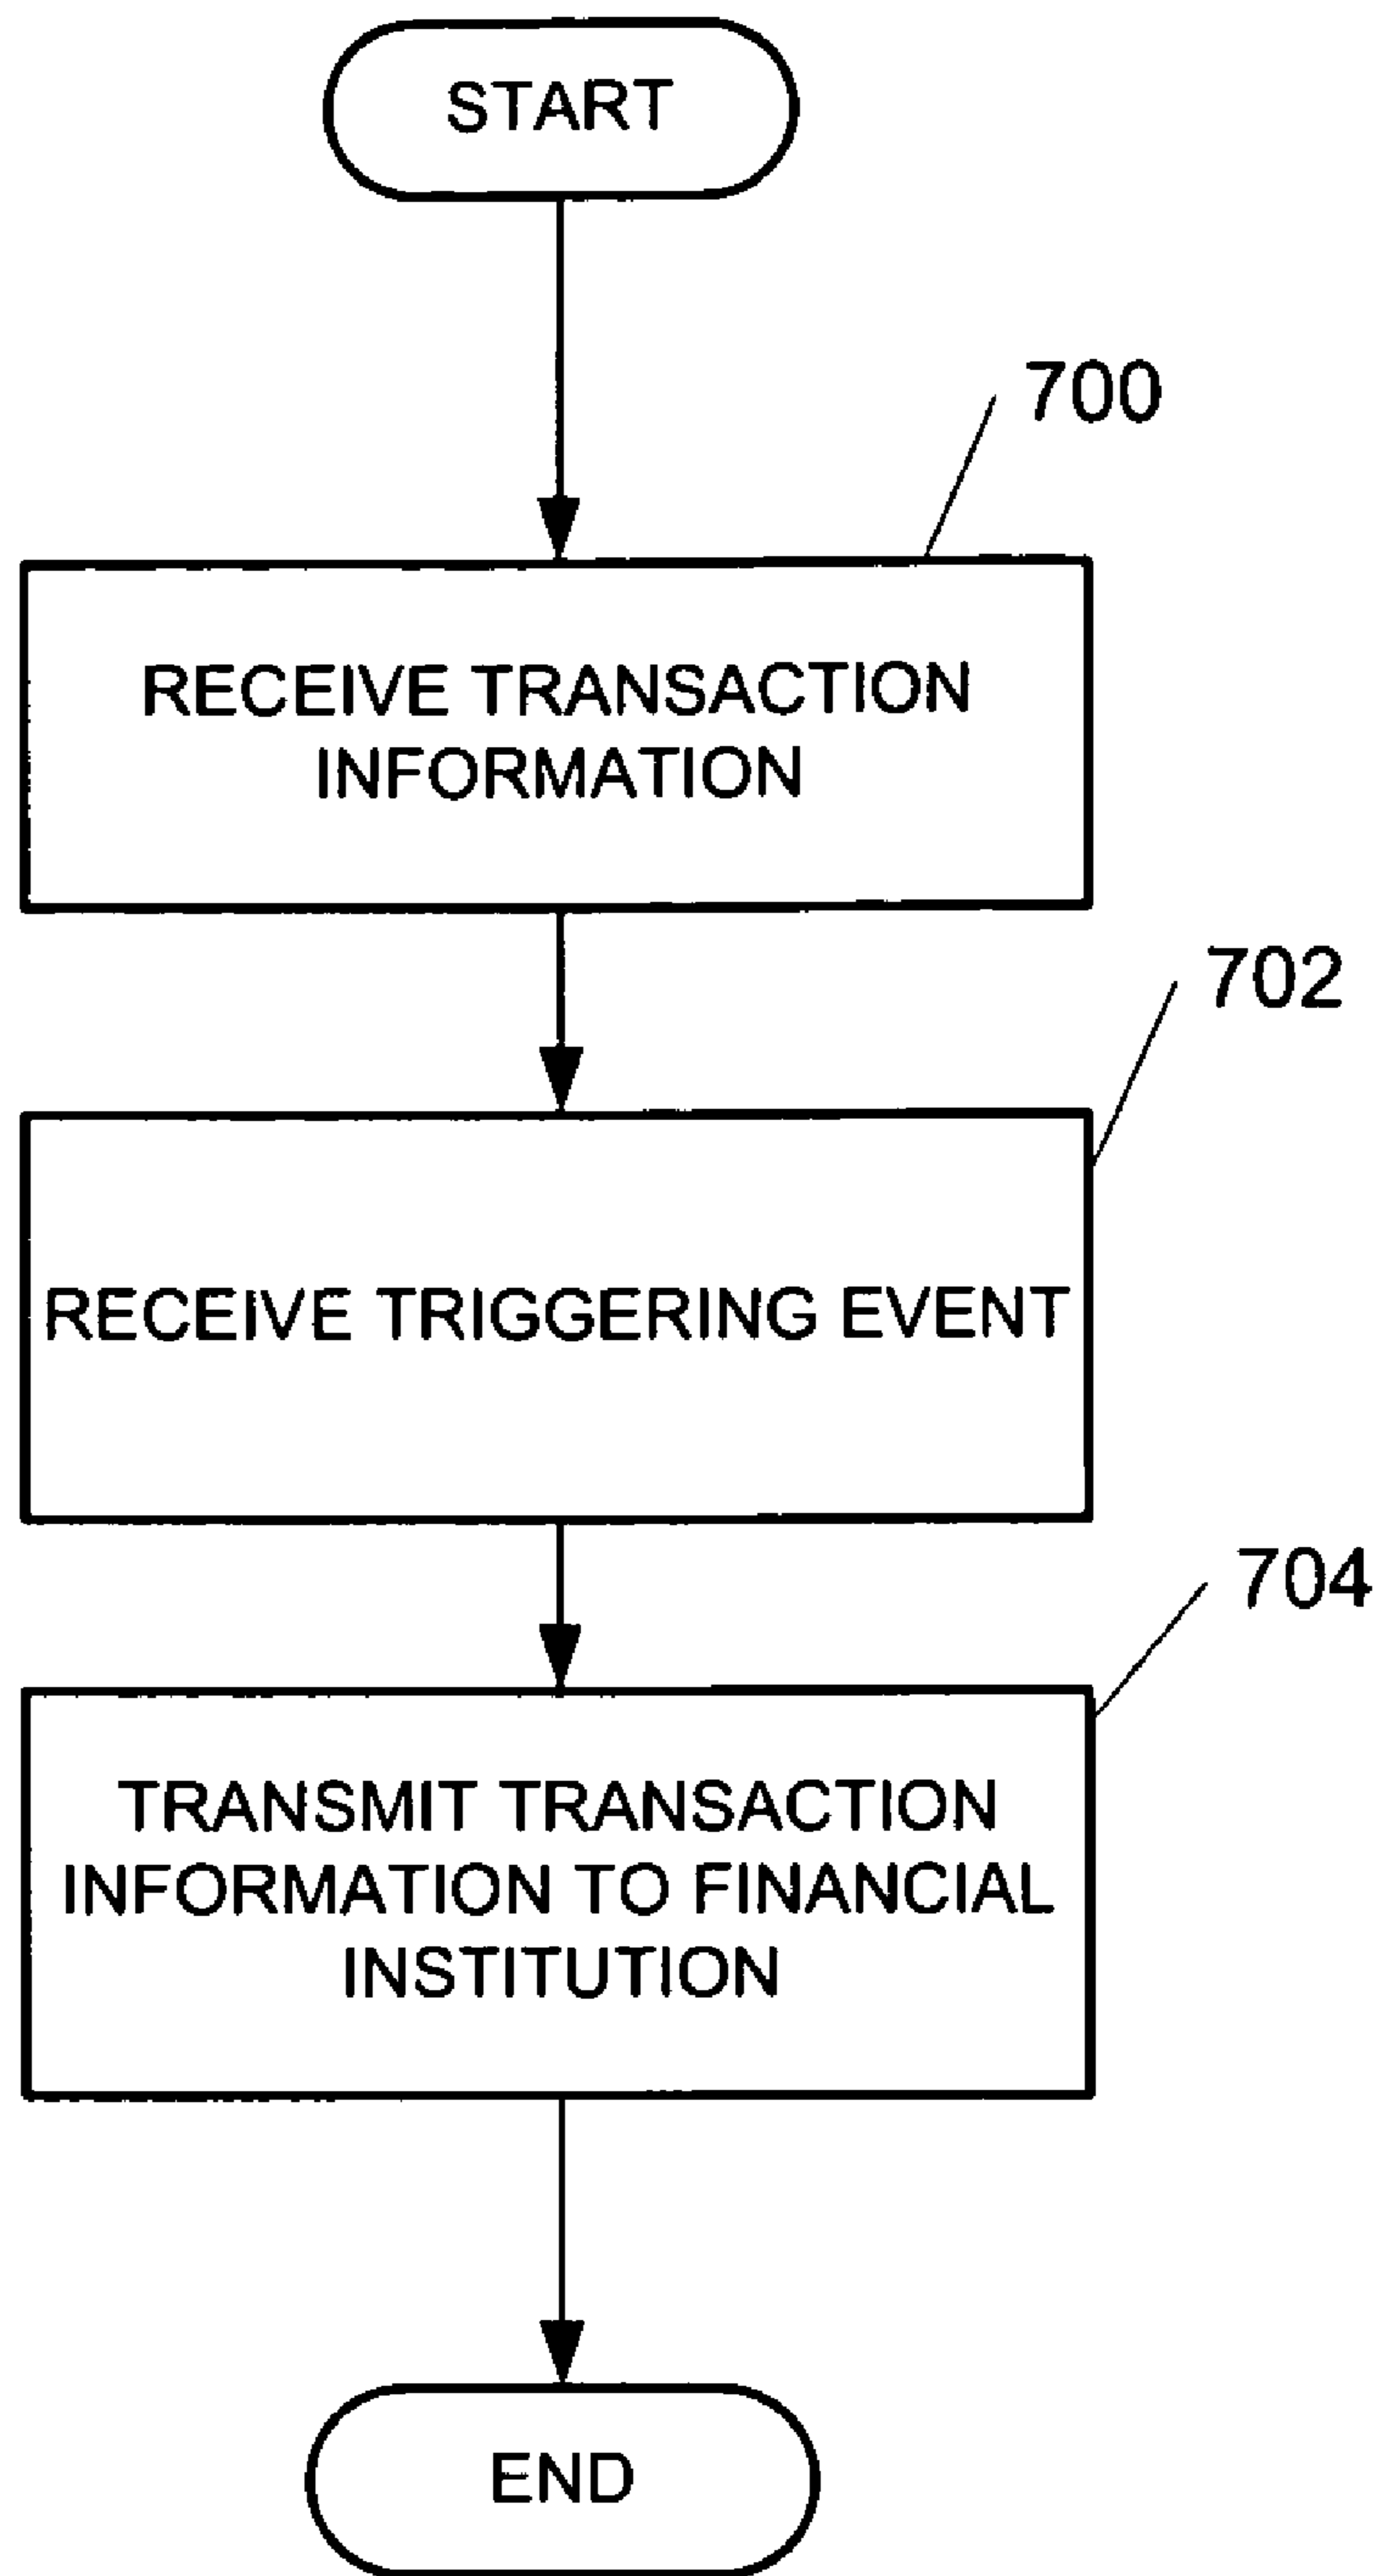 START
700
RECEIVE TRANSACTION
INFORMATION
702
RECEIVE TRIGGERING EVENT
704
TRANSMIT TRANSACTION
INFORMATION TO FINANCIAL
INSTITUTION
END